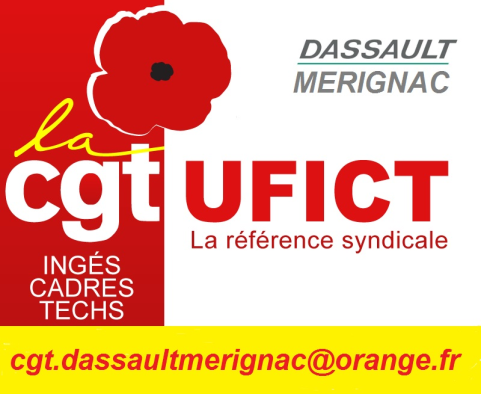 DASSAULT
MERIGNAC
la
cgt UFICT
La référence syndicale
INGÉS
CADRES
TECHS
cgt.dassaultmerignac@orange.fr